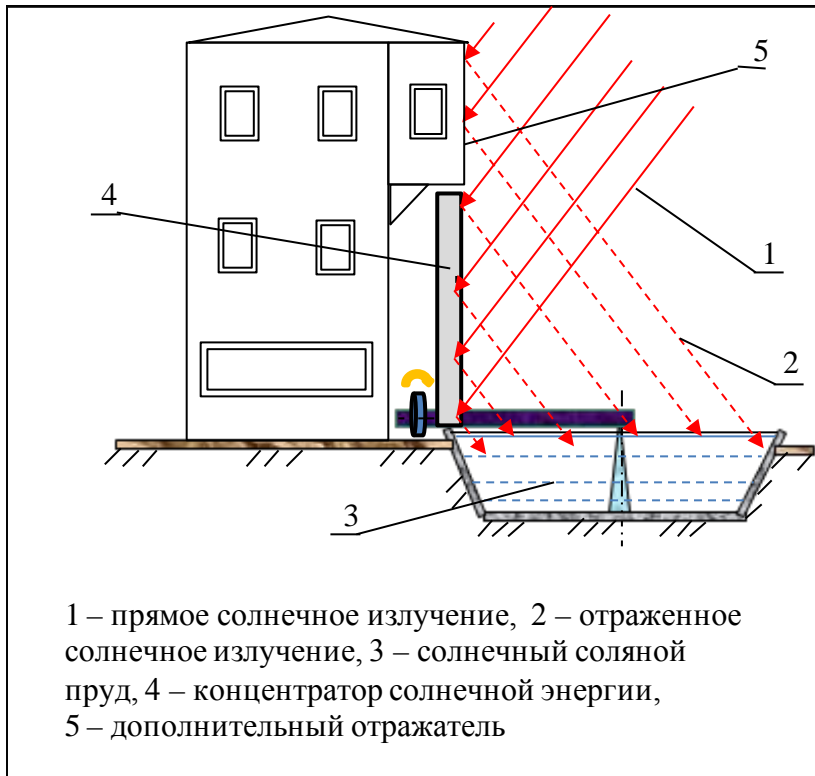 5
4
1
2
3
1 – прямое солнечное излучение, 2 – отраженное
солнечное излучение, 3 – солнечный соляной
пруд, 4 – концентратор солнечной энергии,
5 – дополнительный отражатель